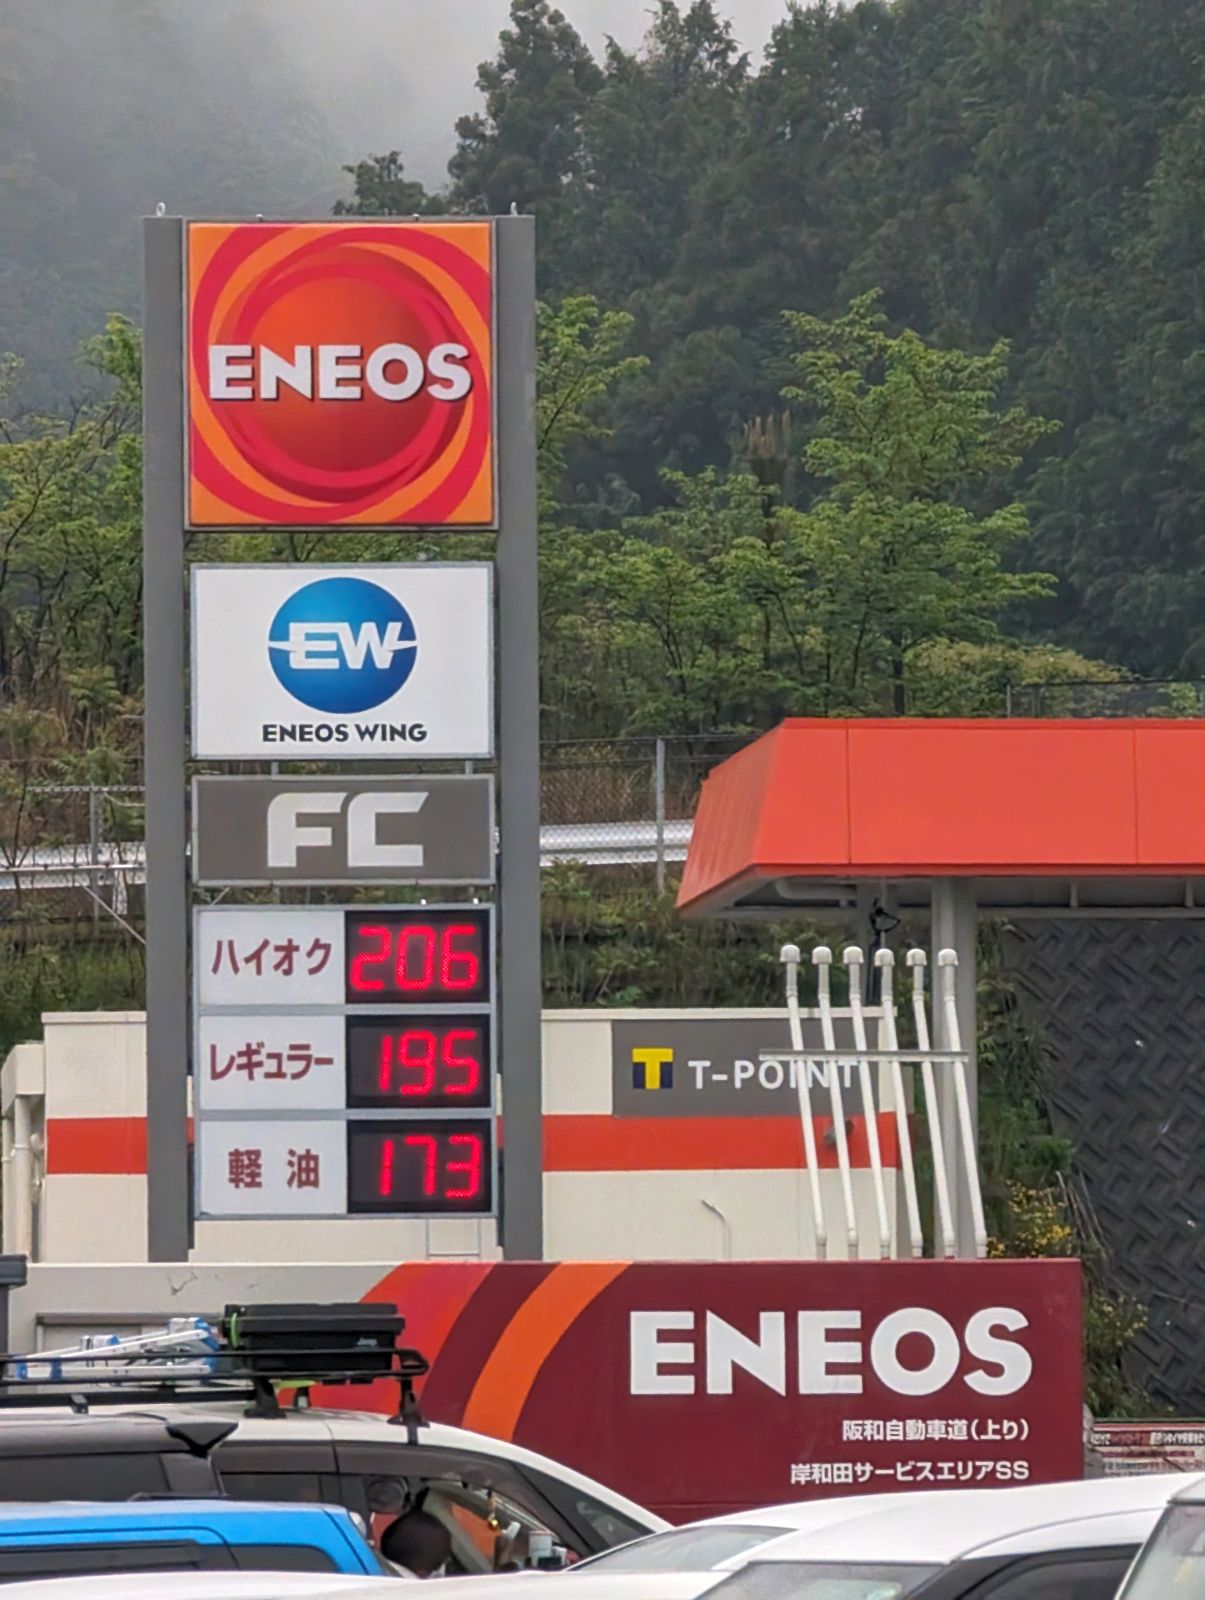 ENEOS
EW
ENEOS WING
FC
ハイオク 206
レギュラー 195
軽油 173
T T-POINT
ENEOS
阪和自動車道(上り)
岸和田サービスエリアSS